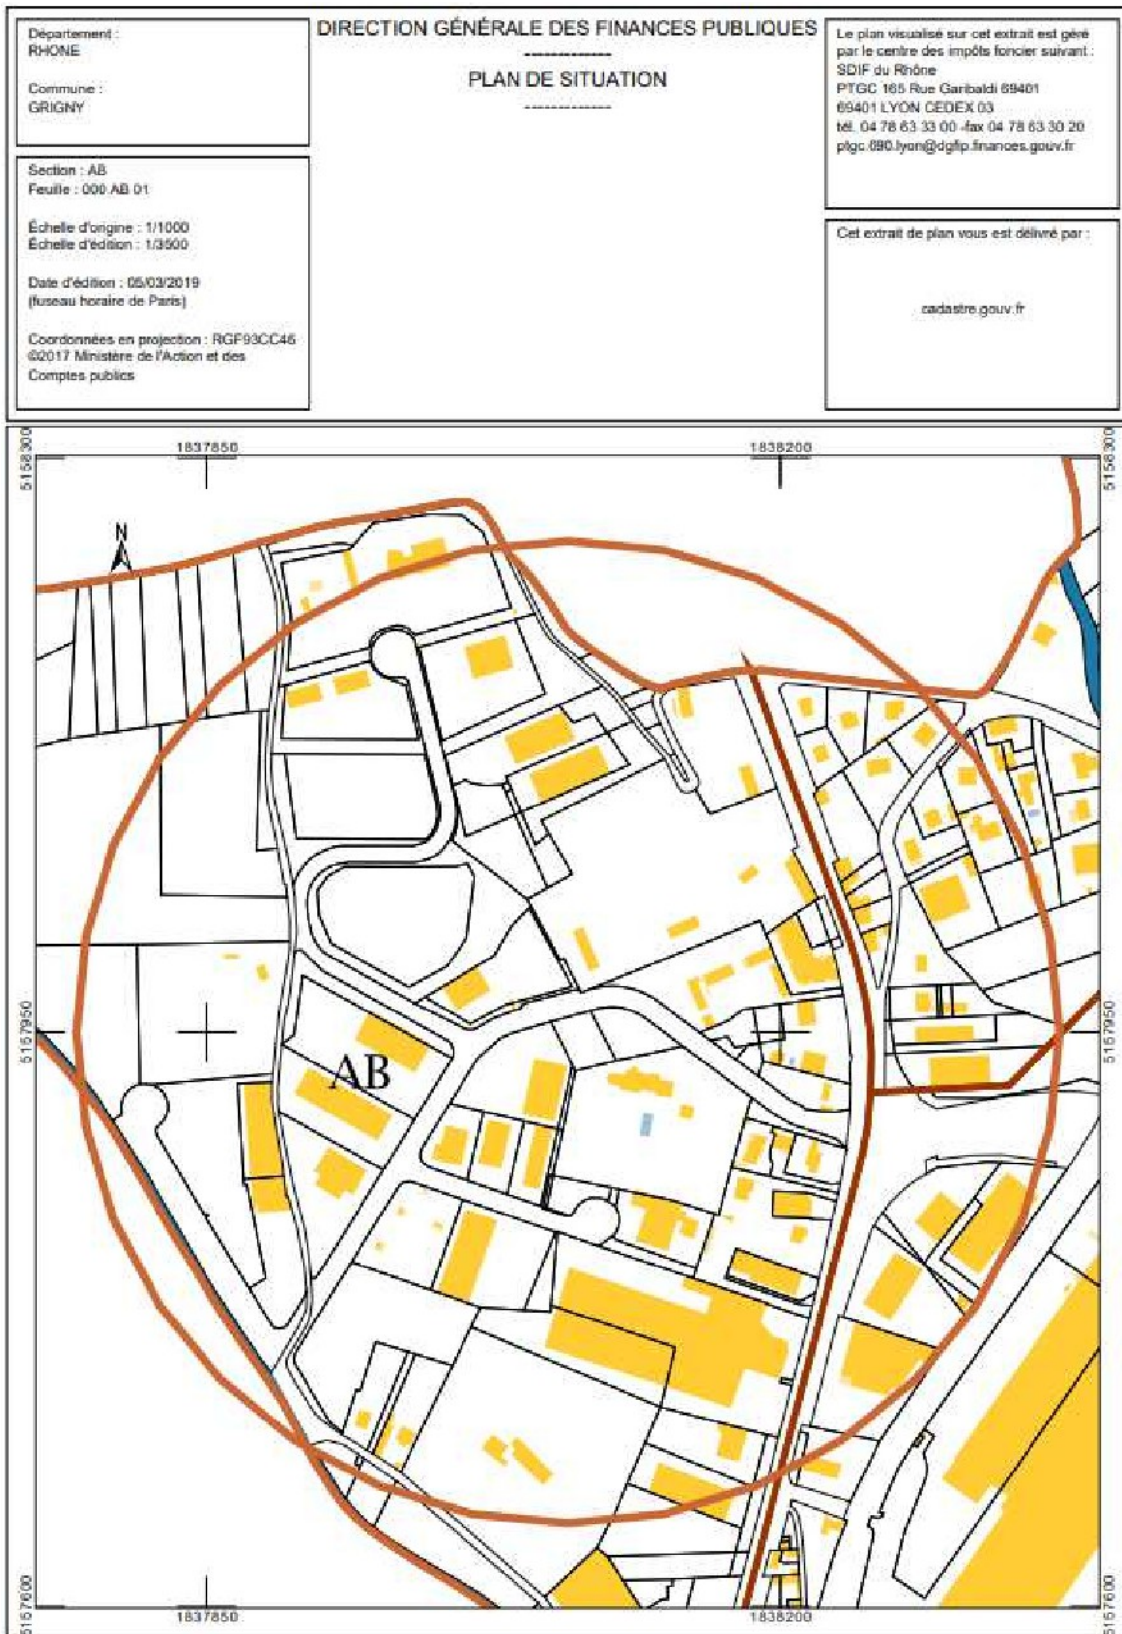 Département :
RHONE
Commune :
GRIGNY
Section : AB
Feuille : 000 AB 01
Échelle d'origine : 1/1000
Échelle d'édition : 1/3500
Date d'édition : 05/03/2019
(fuseau horaire de Paris)
Coordonnées en projection : RGF93CC46
©2017 Ministère de l'Action et des
Comptes publics
DIRECTION GÉNÉRALE DES FINANCES PUBLIQUES
-------------
PLAN DE SITUATION
-------------
Le plan visualisé sur cet extrait est géré
par le centre des impôts foncier suivant :
SDIF du Rhône
PTGC 165 Rue Garibaldi 69401
69401 LYON CEDEX 03
tél. 04 78 63 33 00 -fax 04 78 63 30 20
ptgc.690.lyon@dgfip.finances.gouv.fr
Cet extrait de plan vous est délivré par :
cadastre.gouv.fr
1837850
1838200
5158300
5158300
N
5157950
5157950
AB
5157600
5157600
1837850
1838200